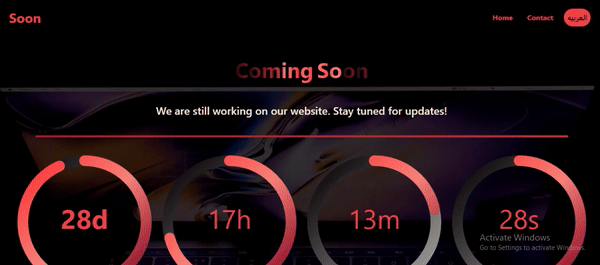 Soon
Home
Contact
العربيه
Coming Soon
We are still working on our website. Stay tuned for updates!
28d
17h
13m
28s
Activate Windows
Go to Settings to activate Windows.